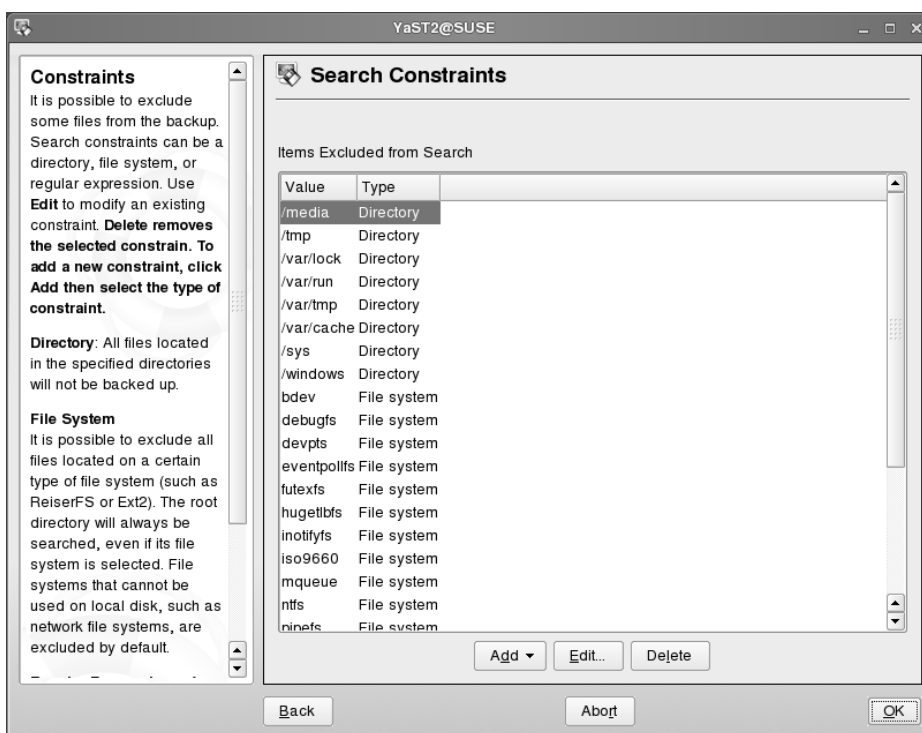 YaST2@SUSE
Constraints
It is possible to exclude
some files from the backup.
Search constraints can be a
directory, file system, or
regular expression. Use
Edit to modify an existing
constraint. Delete removes
the selected constrain. To
add a new constraint, click
Add then select the type of
constraint.
Directory: All files located
in the specified directories
will not be backed up.
File System
It is possible to exclude all
files located on a certain
type of file system (such as
ReiserFS or Ext2). The root
directory will always be
searched, even if its file
system is selected. File
systems that cannot be
used on local disk, such as
network file systems, are
excluded by default.
Search Constraints
Items Excluded from Search
Value Type
/media Directory
/tmp Directory
/var/lock Directory
/var/run Directory
/var/tmp Directory
/var/cache Directory
/sys Directory
/windows Directory
bdev File system
debugfs File system
devpts File system
eventpollfs File system
futexfs File system
hugetlbfs File system
inotifyfs File system
iso9660 File system
mqueue File system
ntfs File system
pipefs File system
Add Edit... Delete
Back Abort OK